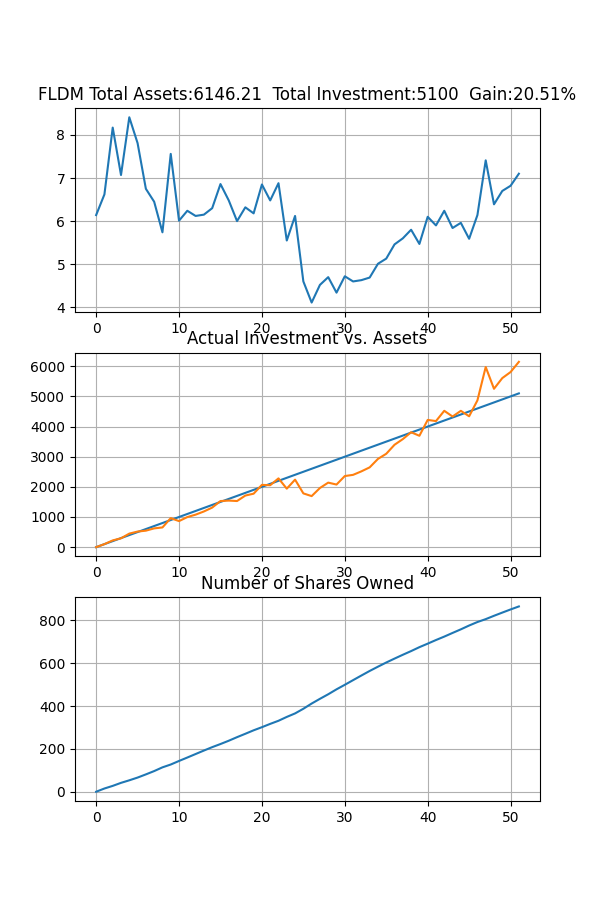 FLDM Total Assets:6146.21  Total Investment:5100  Gain:20.51%
8
7
6
5
4
0 10 20 30 40 50
Actual Investment vs. Assets
6000
5000
4000
3000
2000
1000
0
0 10 20 30 40 50
Number of Shares Owned
800
600
400
200
0
0 10 20 30 40 50